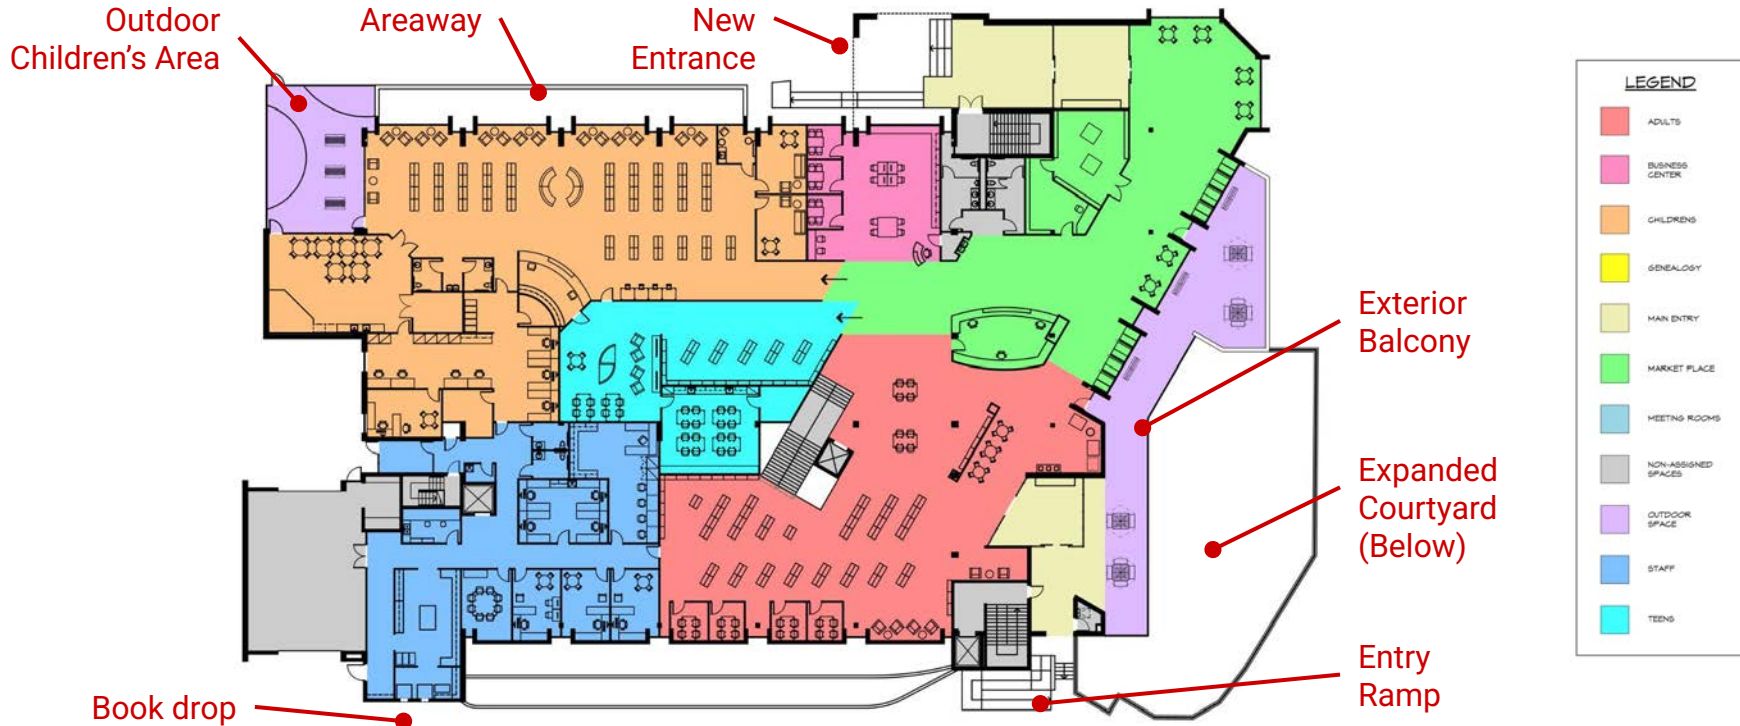 Outdoor
Children's Area
Areaway
New
Entrance
LEGEND
ADULTS
BUSINESS
CENTER
CHILDRENS
GENEALOGY
MAIN ENTRY
MARKET PLACE
MEETING ROOMS
NON-ASSIGNED
SPACES
OUTDOOR
SPACE
STAFF
TEENS
Exterior
Balcony
Expanded
Courtyard
(Below)
Entry
Ramp
Book drop